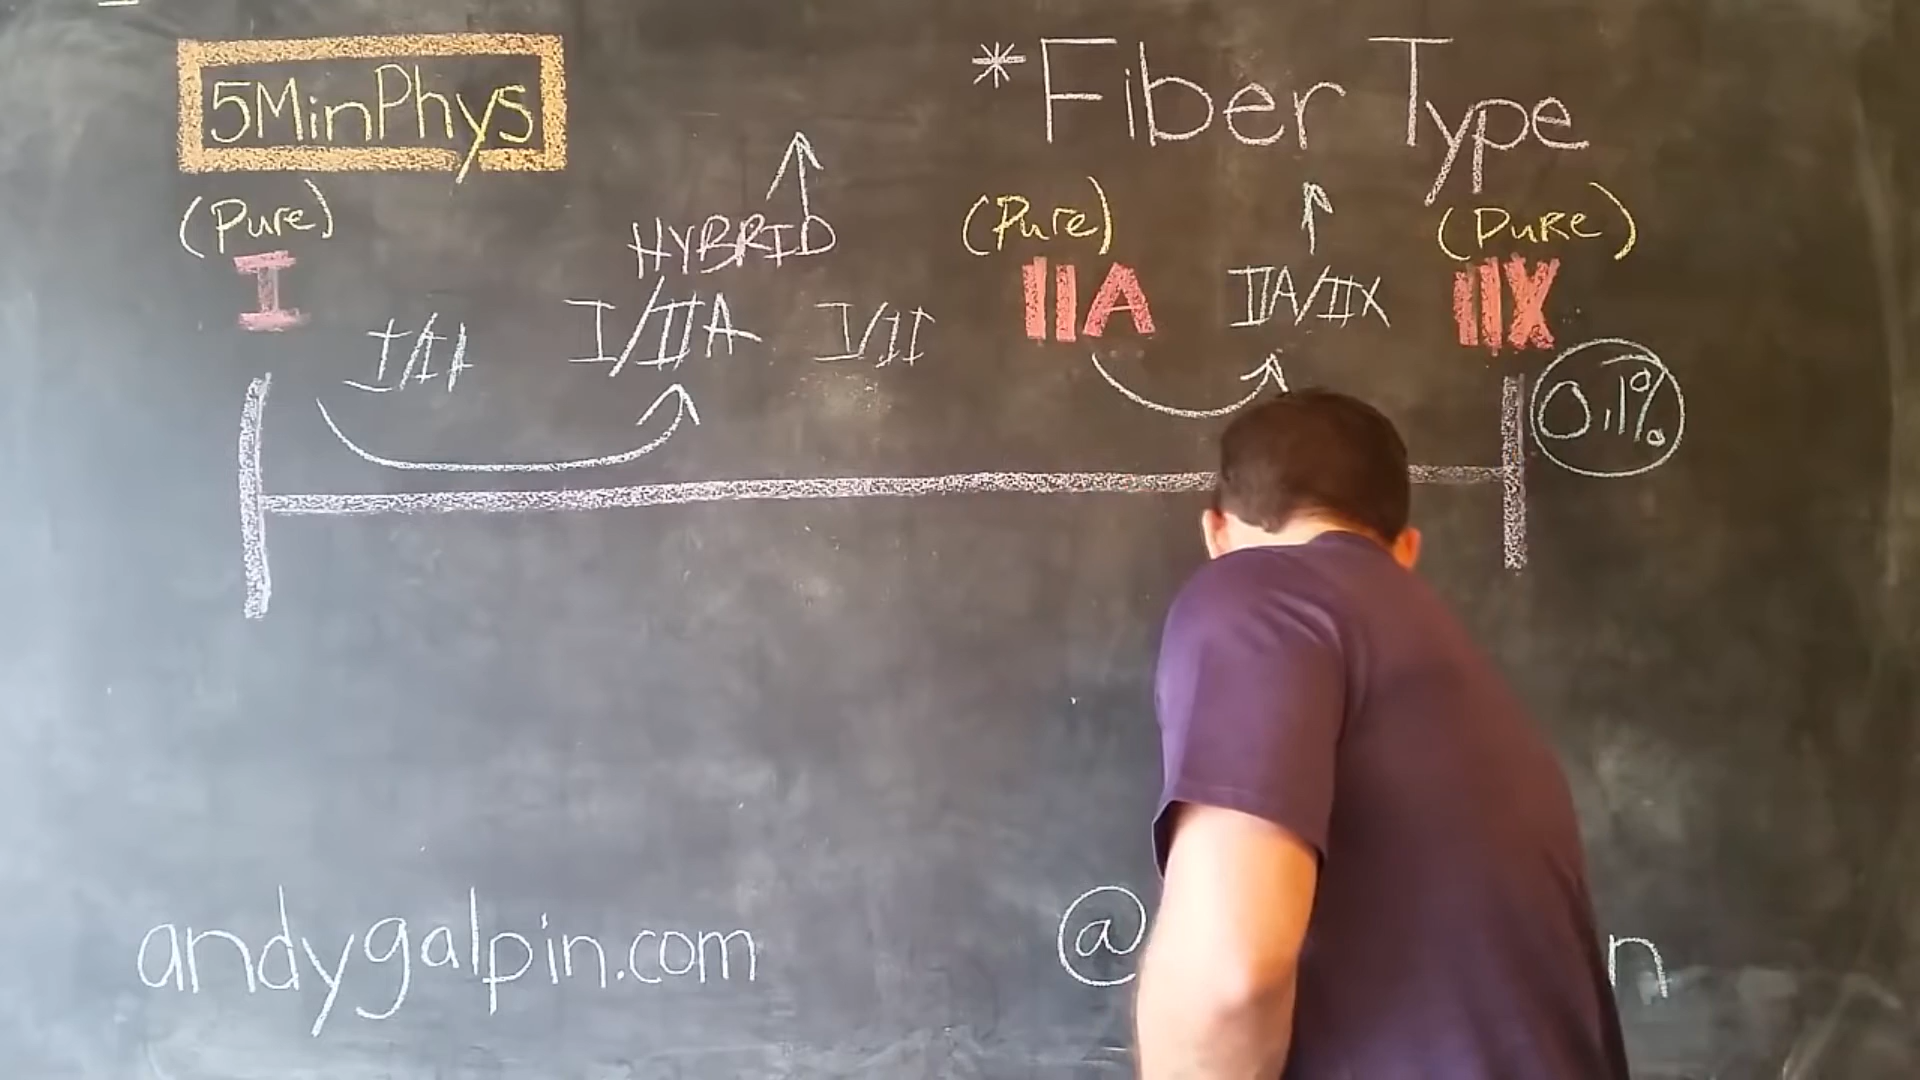 5MinPhys
*Fiber Type
(Pure)
HYBRID
(Pure)
(PURE)
I
I/IIA
I/II
IIA
IIA/IIX
IIX
0.1%
andygalpin.com
@
n